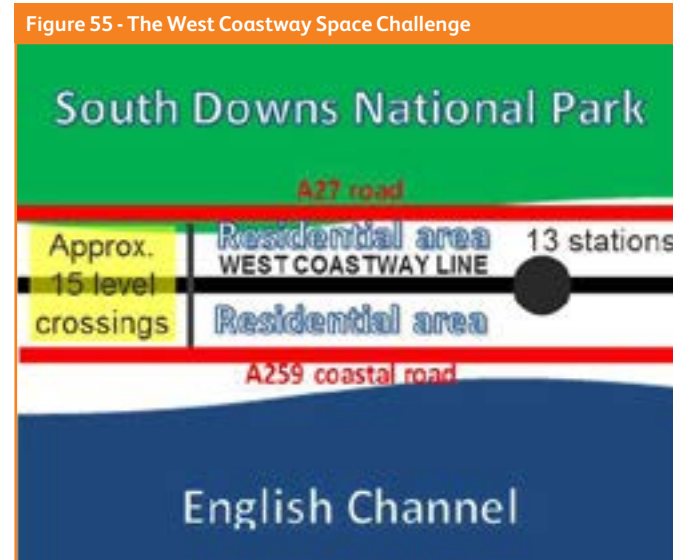 Figure 55 - The West Coastway Space Challenge
South Downs National Park
A27 road
Residential area
WEST COASTWAY LINE
13 stations
Approx.
15 level
crossings
Residential area
A259 coastal road
English Channel